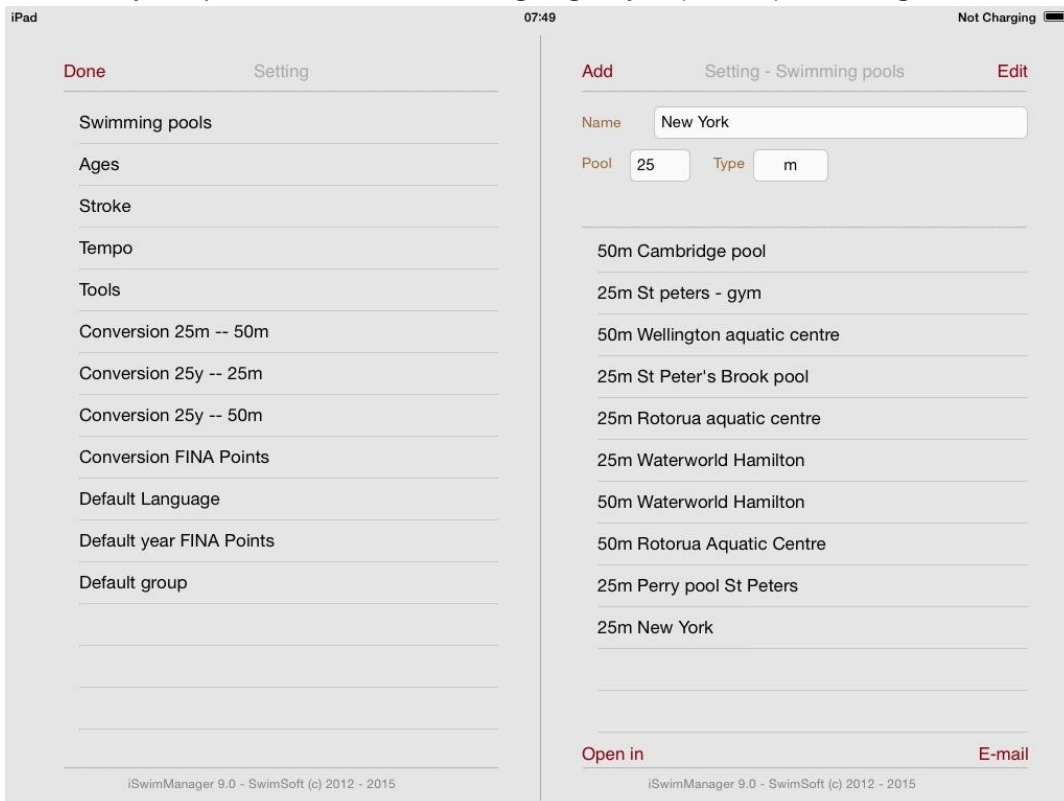 iPad 07:49 Not Charging
Done Setting
Swimming pools
Ages
Stroke
Tempo
Tools
Conversion 25m -- 50m
Conversion 25y -- 25m
Conversion 25y -- 50m
Conversion FINA Points
Default Language
Default year FINA Points
Default group
iSwimManager 9.0 - SwimSoft (c) 2012 - 2015
Add Setting - Swimming pools Edit
Name New York
Pool 25 Type m
50m Cambridge pool
25m St peters - gym
50m Wellington aquatic centre
25m St Peter's Brook pool
25m Rotorua aquatic centre
25m Waterworld Hamilton
50m Waterworld Hamilton
50m Rotorua Aquatic Centre
25m Perry pool St Peters
25m New York
Open in E-mail
iSwimManager 9.0 - SwimSoft (c) 2012 - 2015